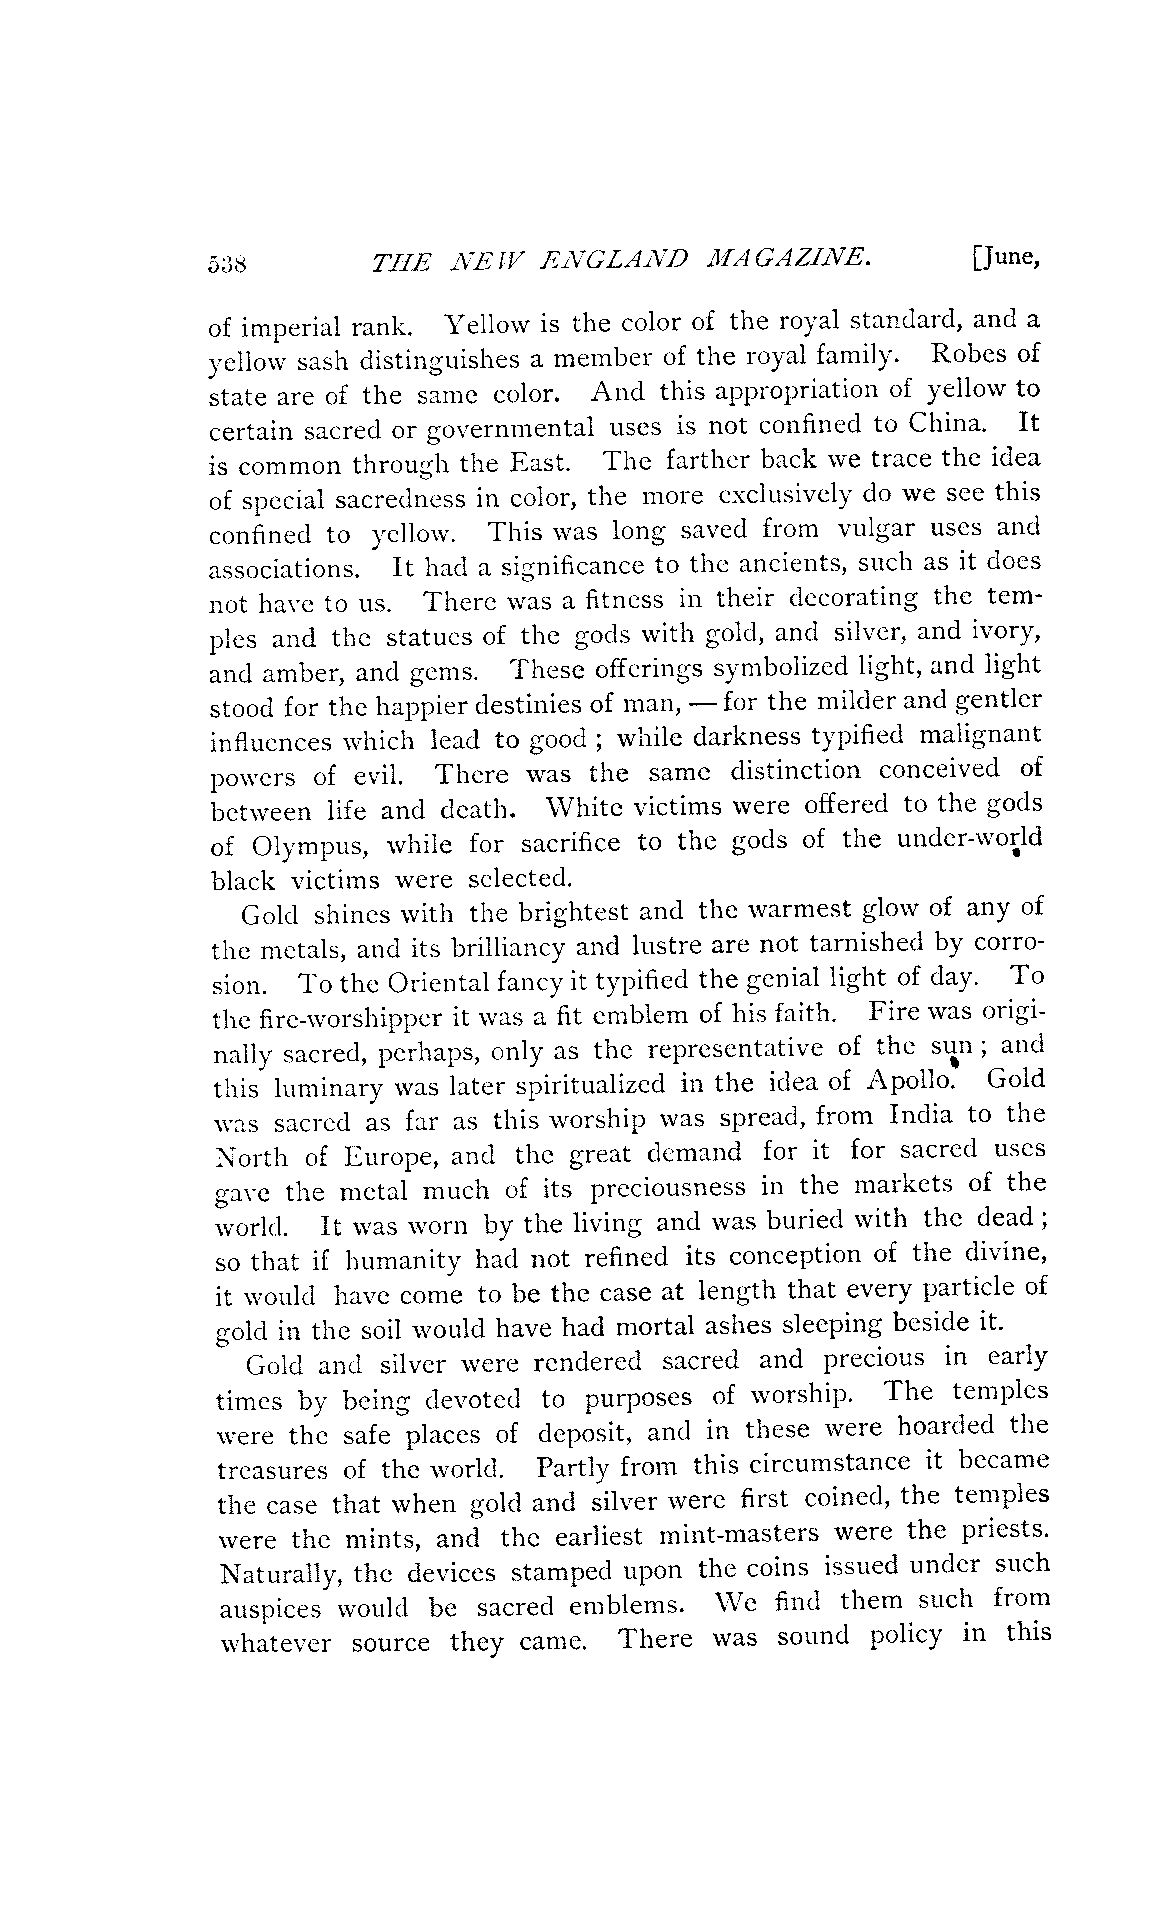 538 THE NEW ENGLAND MAGAZINE. [June,
of imperial rank. Yellow is the color of the royal standard, and a
yellow sash distinguishes a member of the royal family. Robes of
state are of the same color. And this appropriation of yellow to
certain sacred or governmental uses is not confined to China. It
is common through the East. The farther back we trace the idea
of special sacredness in color, the more exclusively do we see this
confined to yellow. This was long saved from vulgar uses and
associations. It had a significance to the ancients, such as it does
not have to us. There was a fitness in their decorating the tem-
ples and the statues of the gods with gold, and silver, and ivory,
and amber, and gems. These offerings symbolized light, and light
stood for the happier destinies of man, — for the milder and gentler
influences which lead to good ; while darkness typified malignant
powers of evil. There was the same distinction conceived of
between life and death. White victims were offered to the gods
of Olympus, while for sacrifice to the gods of the under-world
black victims were selected.
Gold shines with the brightest and the warmest glow of any of
the metals, and its brilliancy and lustre are not tarnished by corro-
sion. To the Oriental fancy it typified the genial light of day. To
the fire-worshipper it was a fit emblem of his faith. Fire was origi-
nally sacred, perhaps, only as the representative of the sun ; and
this luminary was later spiritualized in the idea of Apollo. Gold
was sacred as far as this worship was spread, from India to the
North of Europe, and the great demand for it for sacred uses
gave the metal much of its preciousness in the markets of the
world. It was worn by the living and was buried with the dead ;
so that if humanity had not refined its conception of the divine,
it would have come to be the case at length that every particle of
gold in the soil would have had mortal ashes sleeping beside it.
Gold and silver were rendered sacred and precious in early
times by being devoted to purposes of worship. The temples
were the safe places of deposit, and in these were hoarded the
treasures of the world. Partly from this circumstance it became
the case that when gold and silver were first coined, the temples
were the mints, and the earliest mint-masters were the priests.
Naturally, the devices stamped upon the coins issued under such
auspices would be sacred emblems. We find them such from
whatever source they came. There was sound policy in this